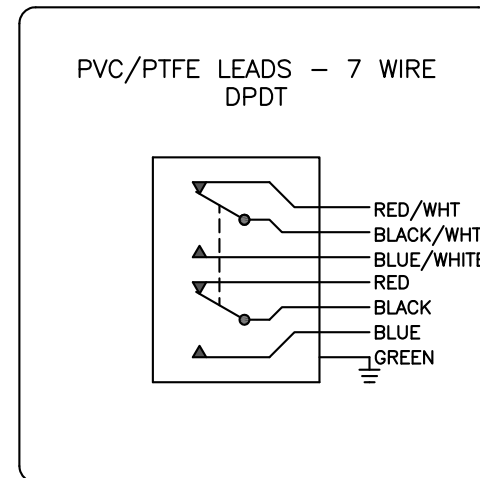 PVC/PTFE LEADS – 7 WIRE
DPDT
RED/WHT
BLACK/WHT
BLUE/WHITE
RED
BLACK
BLUE
GREEN